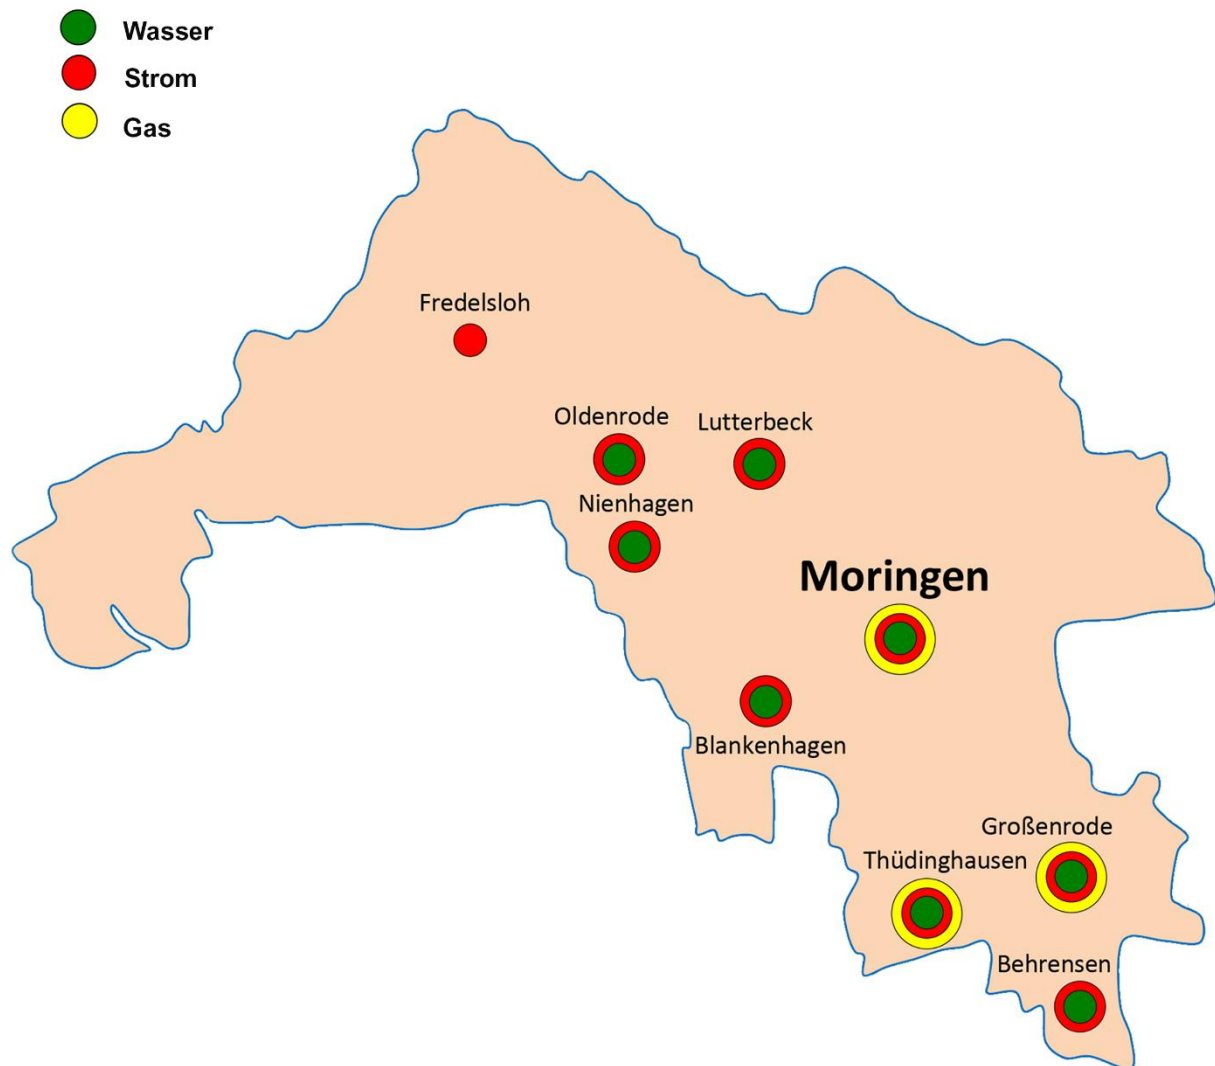 Wasser
Strom
Gas
Fredelsloh
Oldenrode
Lutterbeck
Nienhagen
Moringen
Blankenhagen
Großenrode
Thüdinghausen
Behrensen